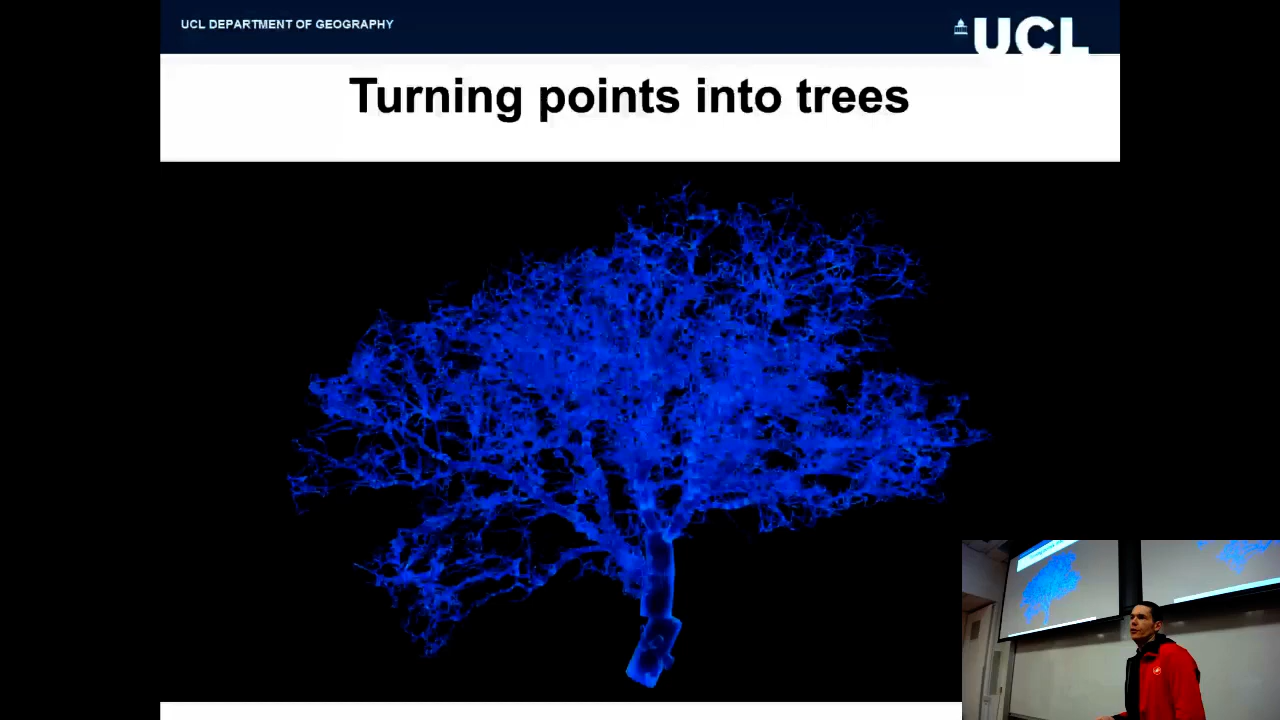 UCL DEPARTMENT OF GEOGRAPHY
UCL
Turning points into trees